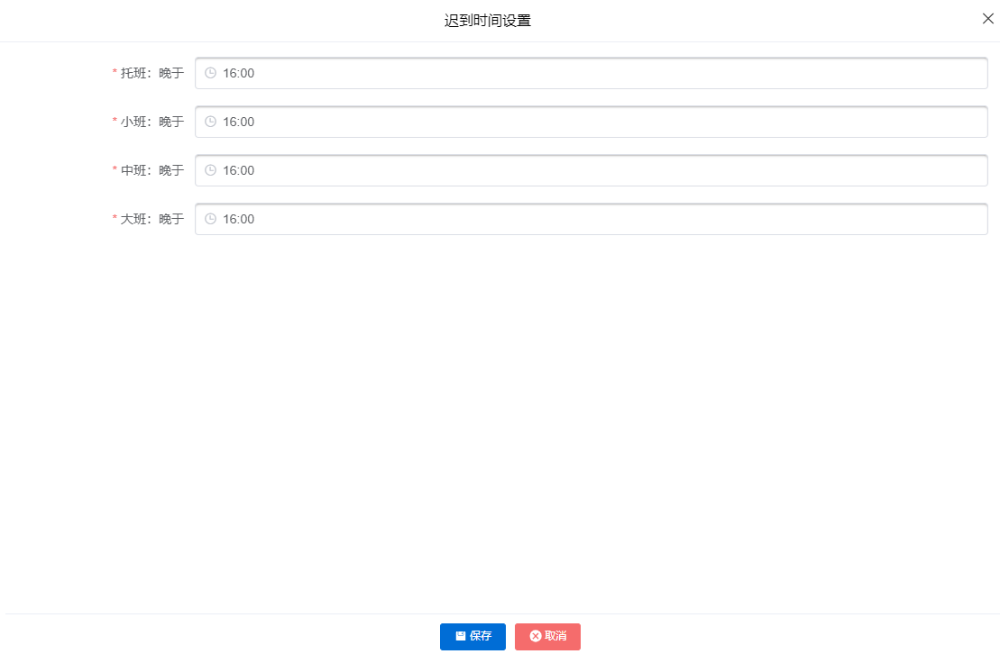 迟到时间设置
* 托班：晚于 16:00
* 小班：晚于 16:00
* 中班：晚于 16:00
* 大班：晚于 16:00
保存 取消